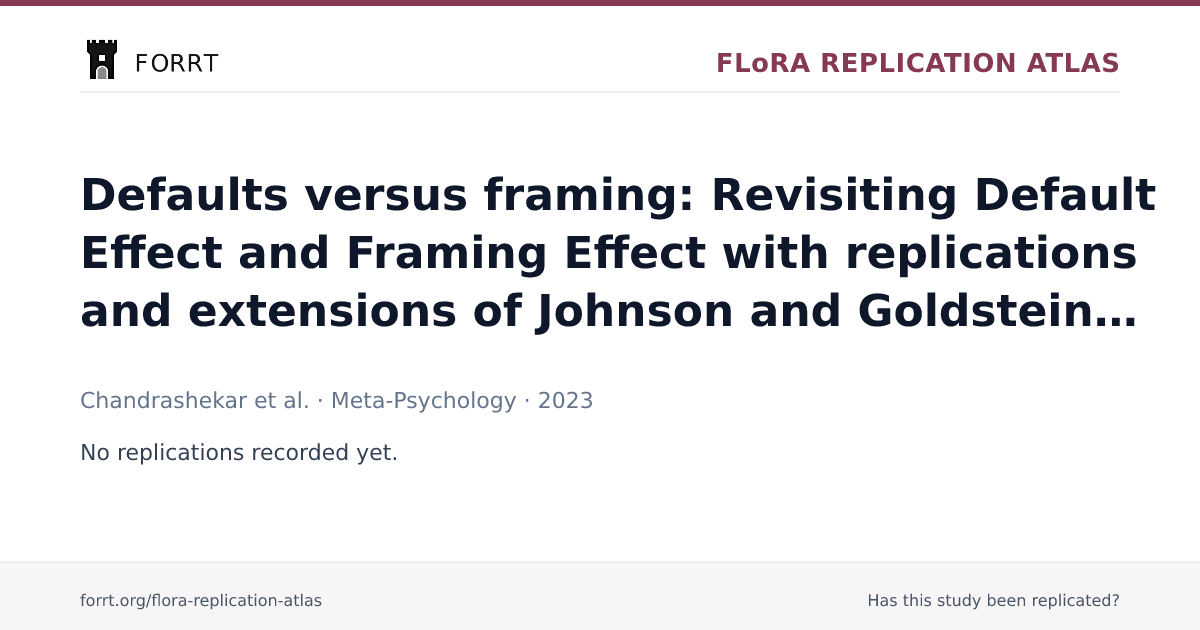 FORRT
FLoRA REPLICATION ATLAS
Defaults versus framing: Revisiting Default
Effect and Framing Effect with replications
and extensions of Johnson and Goldstein…
Chandrashekar et al. · Meta-Psychology · 2023
No replications recorded yet.
forrt.org/flora-replication-atlas
Has this study been replicated?